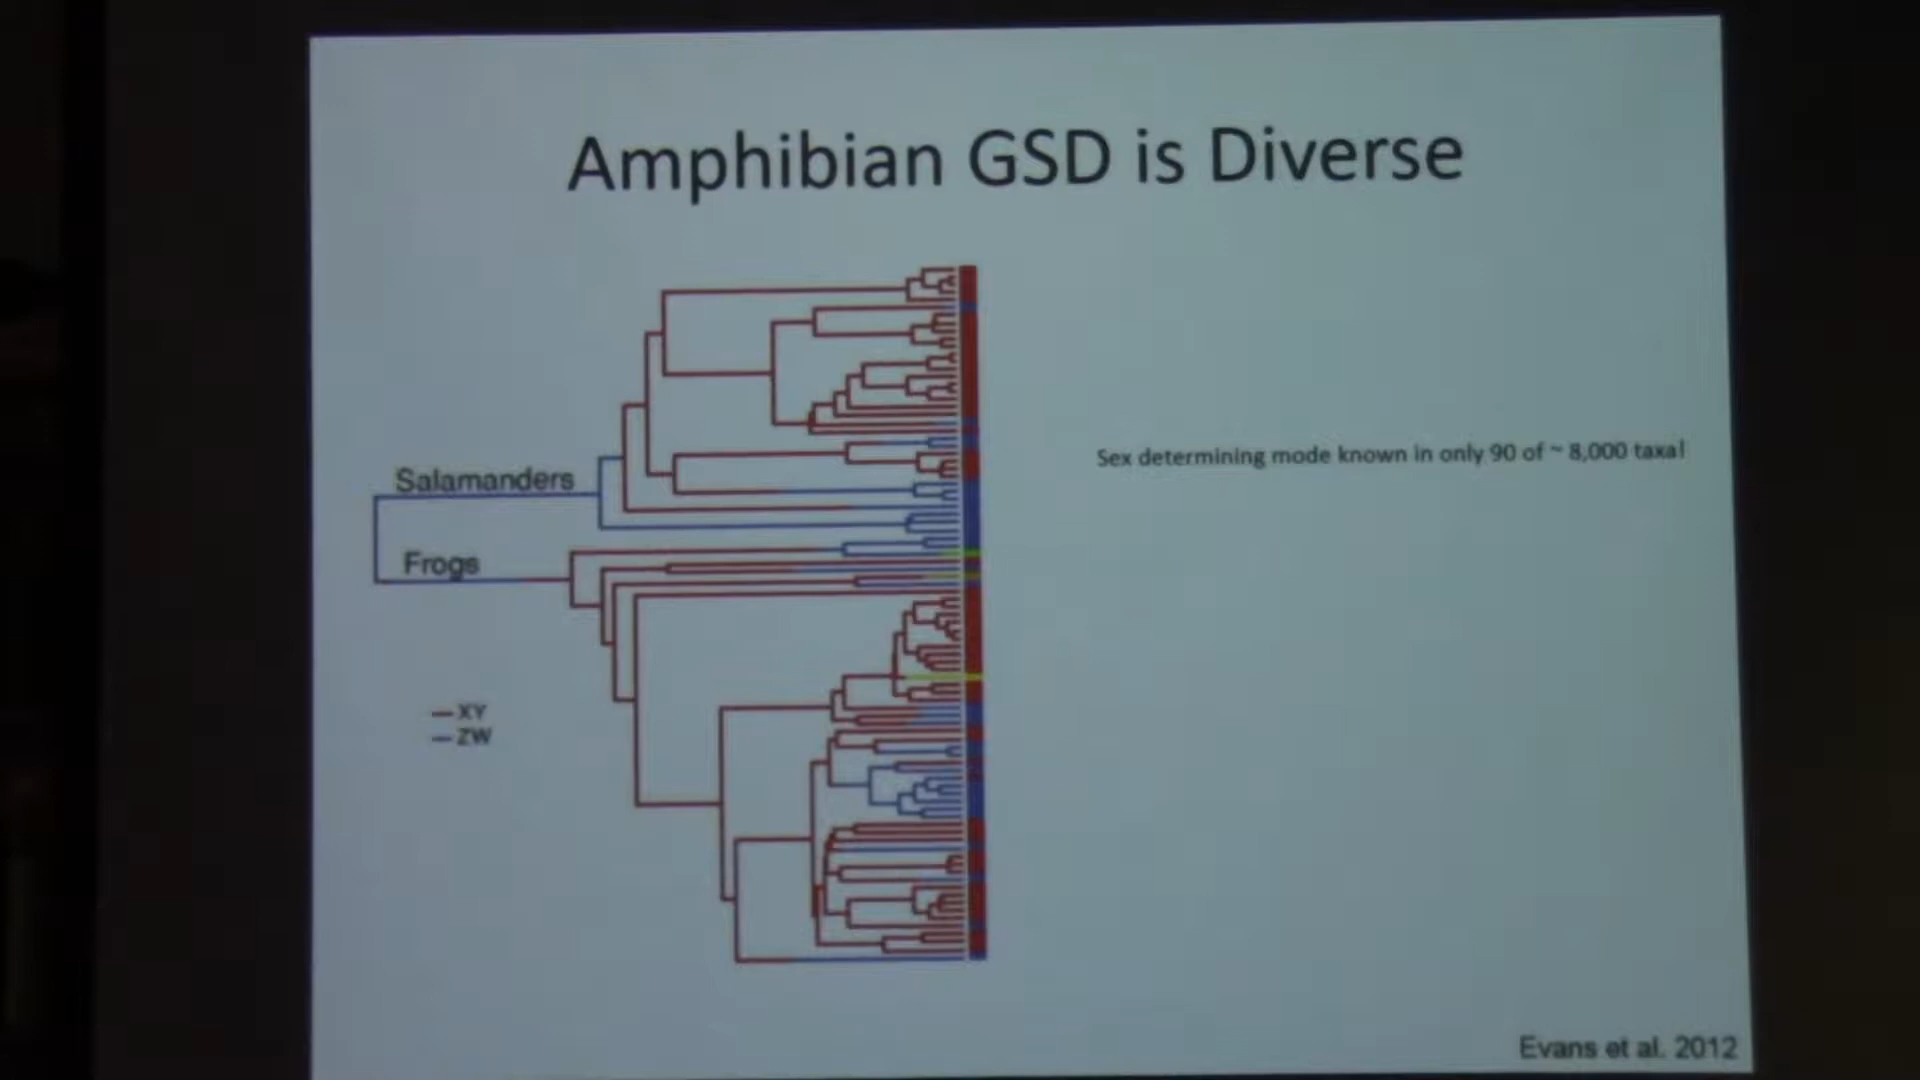 Amphibian GSD is Diverse
Salamanders
Sex determining mode known in only 90 of ~ 8,000 taxa!
Frogs
XY
ZW
Evans et al. 2012